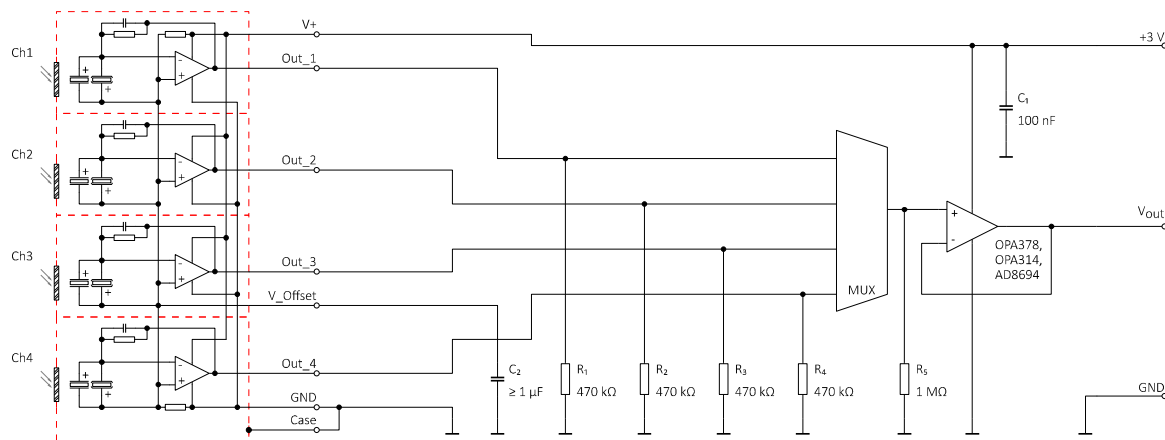 V+
+3 V
Ch1
+
-
+
+
Out_1
C₁
100 nF
Ch2
+
-
+
+
Out_2
Ch3
+
-
+
+
Out_3
+
-
Vout
OPA378,
OPA314,
AD8694
MUX
V_Offset
Ch4
+
-
+
+
Out_4
C₂
≥ 1 µF
R₁
470 kΩ
R₂
470 kΩ
R₃
470 kΩ
R₄
470 kΩ
R₅
1 MΩ
GND
GND
Case